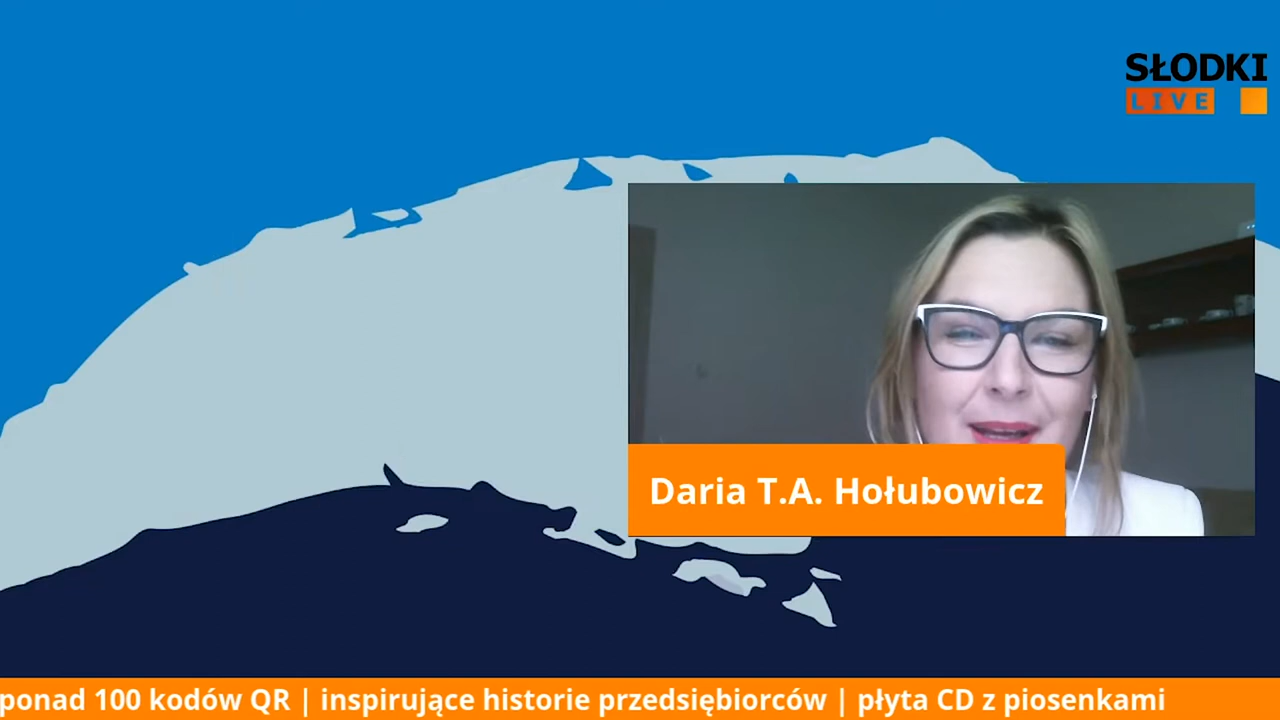 SŁODKI
LIVE
Daria T.A. Hołubowicz
ponad 100 kodów QR | inspirujące historie przedsiębiorców | płyta CD z piosenkami